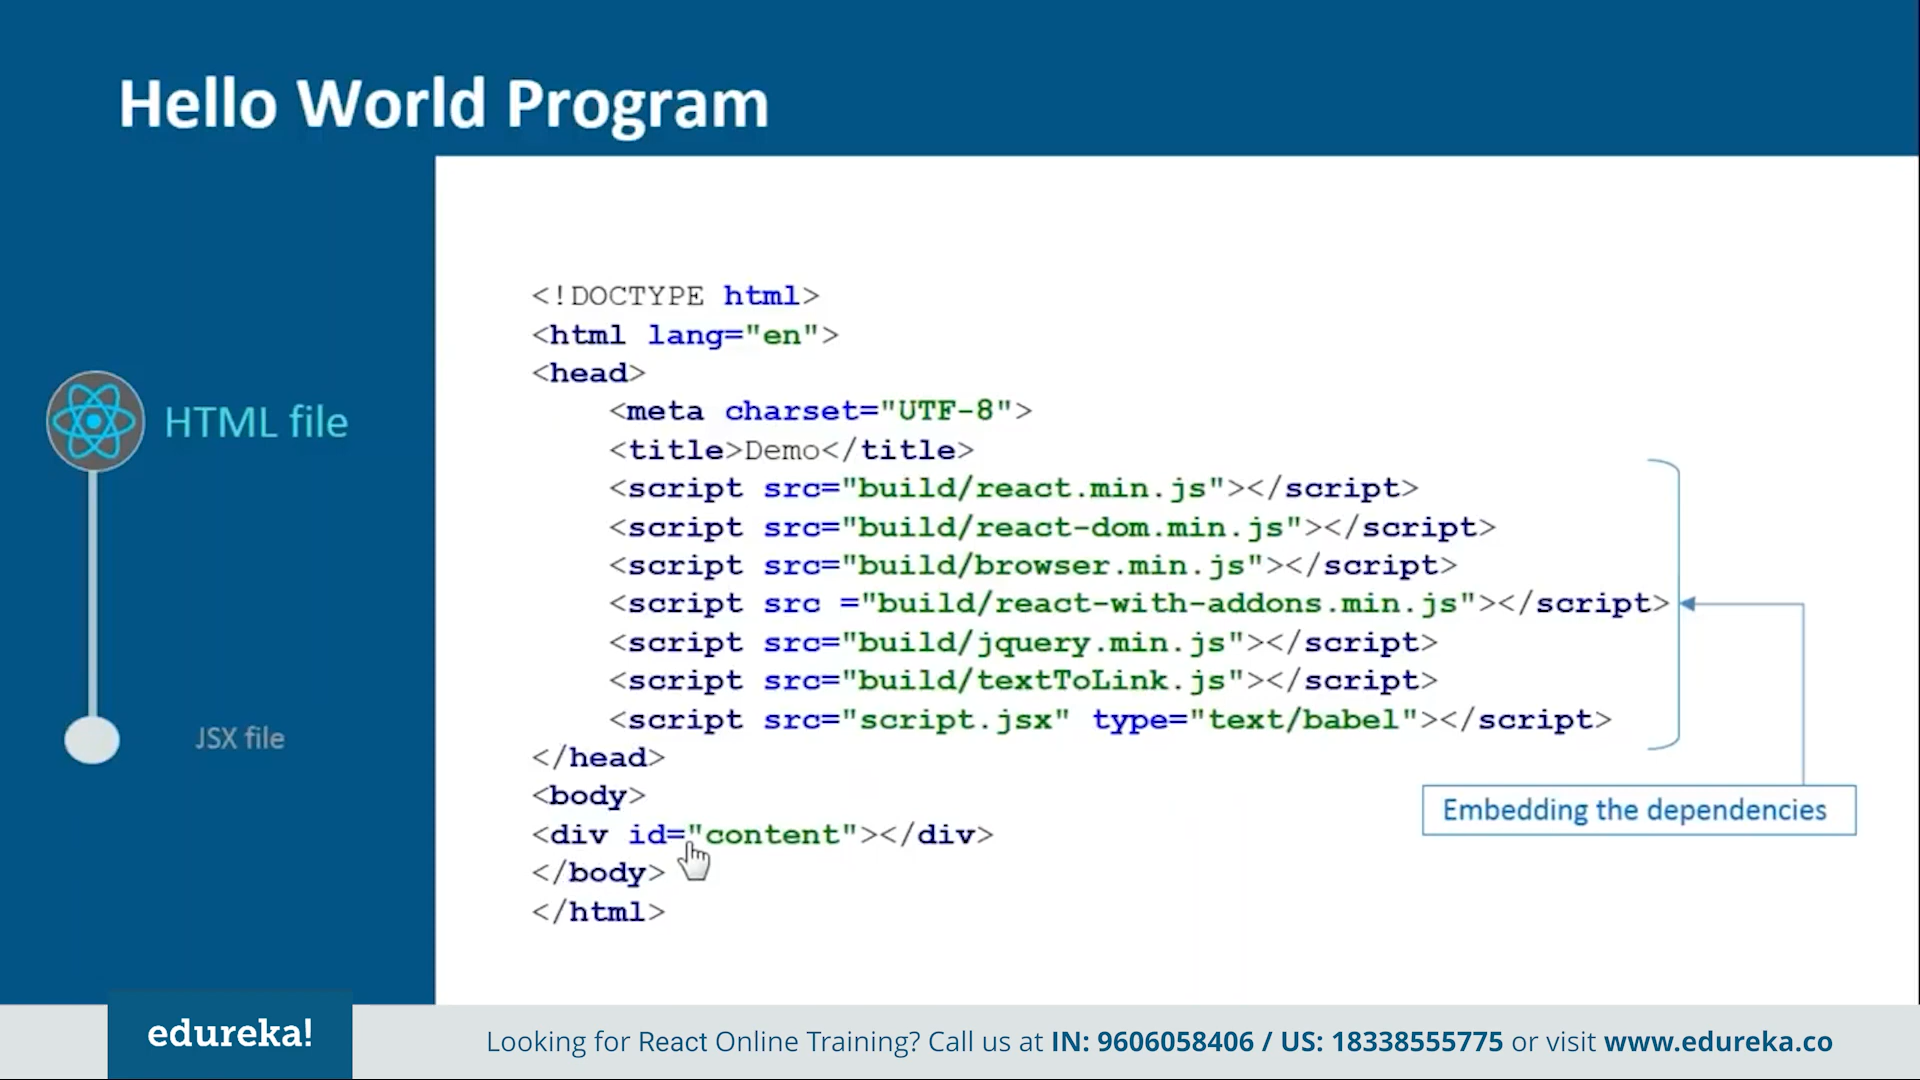 Hello World Program
HTML file
JSX file
<!DOCTYPE html>
<html lang="en">
<head>
<meta charset="UTF-8">
<title>Demo</title>
<script src="build/react.min.js"></script>
<script src="build/react-dom.min.js"></script>
<script src="build/browser.min.js"></script>
<script src ="build/react-with-addons.min.js"></script>
<script src="build/jquery.min.js"></script>
<script src="build/textToLink.js"></script>
<script src="script.jsx" type="text/babel"></script>
</head>
<body>
<div id="content"></div>
</body>
</html>
Embedding the dependencies
edureka!
Looking for React Online Training? Call us at IN: 9606058406 / US: 18338555775 or visit www.edureka.co